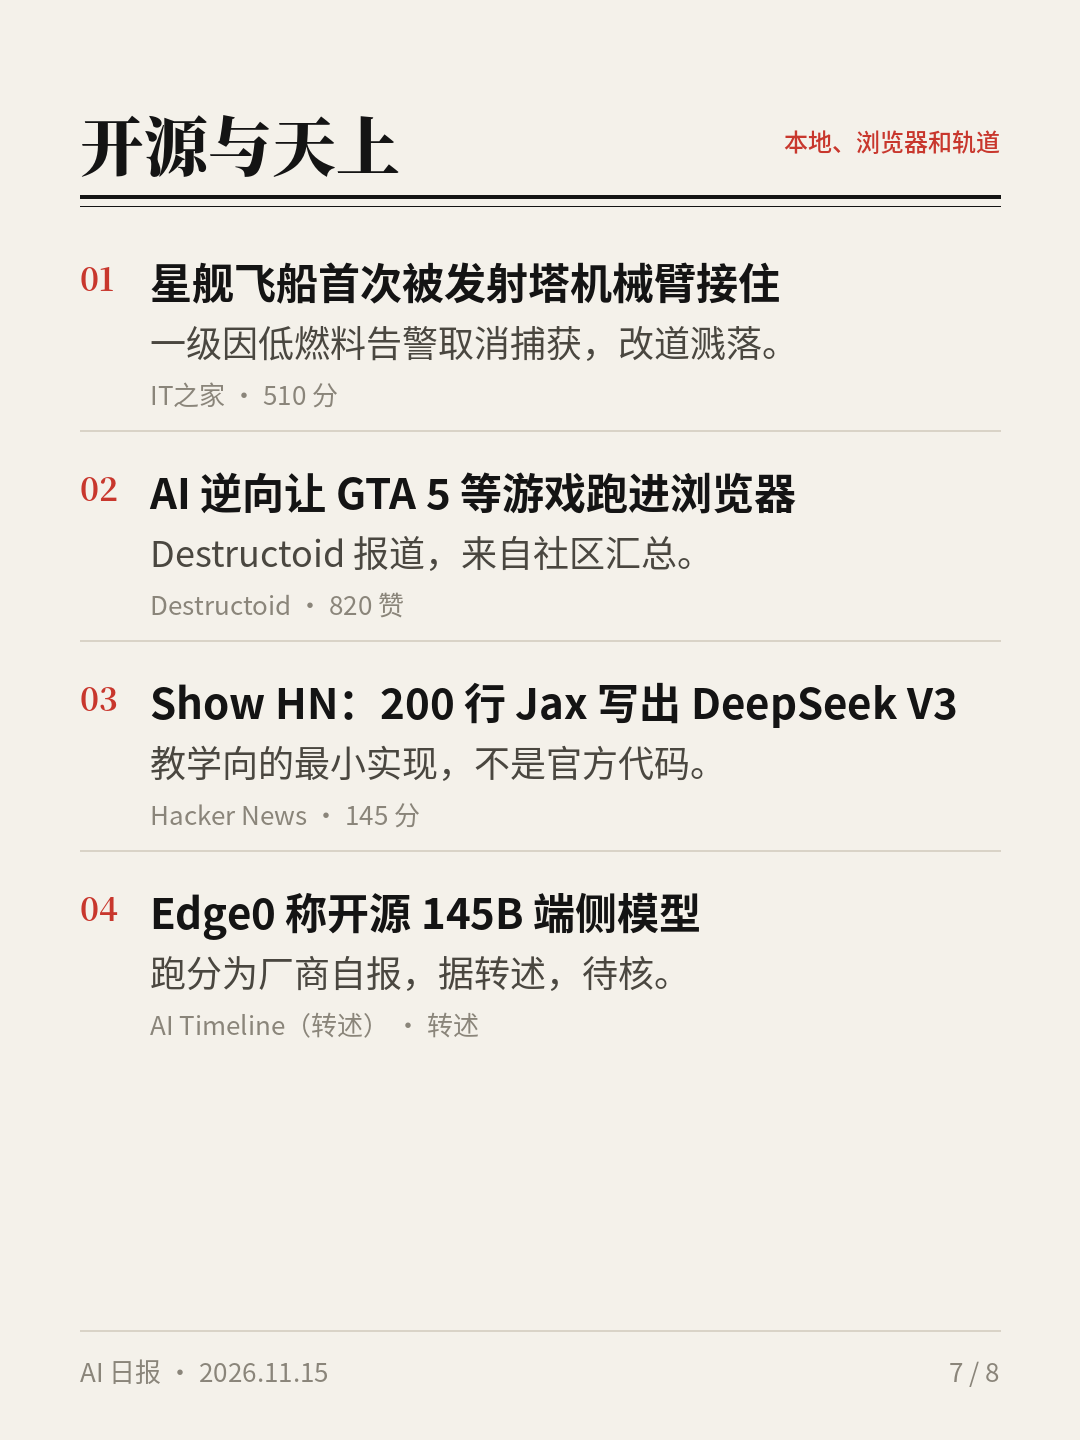 开源与天上
本地、浏览器和轨道
01 星舰飞船首次被发射塔机械臂接住
一级因低燃料告警取消捕获，改道溅落。
IT之家 · 510 分
02 AI 逆向让 GTA 5 等游戏跑进浏览器
Destructoid 报道，来自社区汇总。
Destructoid · 820 赞
03 Show HN：200 行 Jax 写出 DeepSeek V3
教学向的最小实现，不是官方代码。
Hacker News · 145 分
04 Edge0 称开源 145B 端侧模型
跑分为厂商自报，据转述，待核。
AI Timeline（转述） · 转述
AI 日报 · 2026.11.15
7 / 8